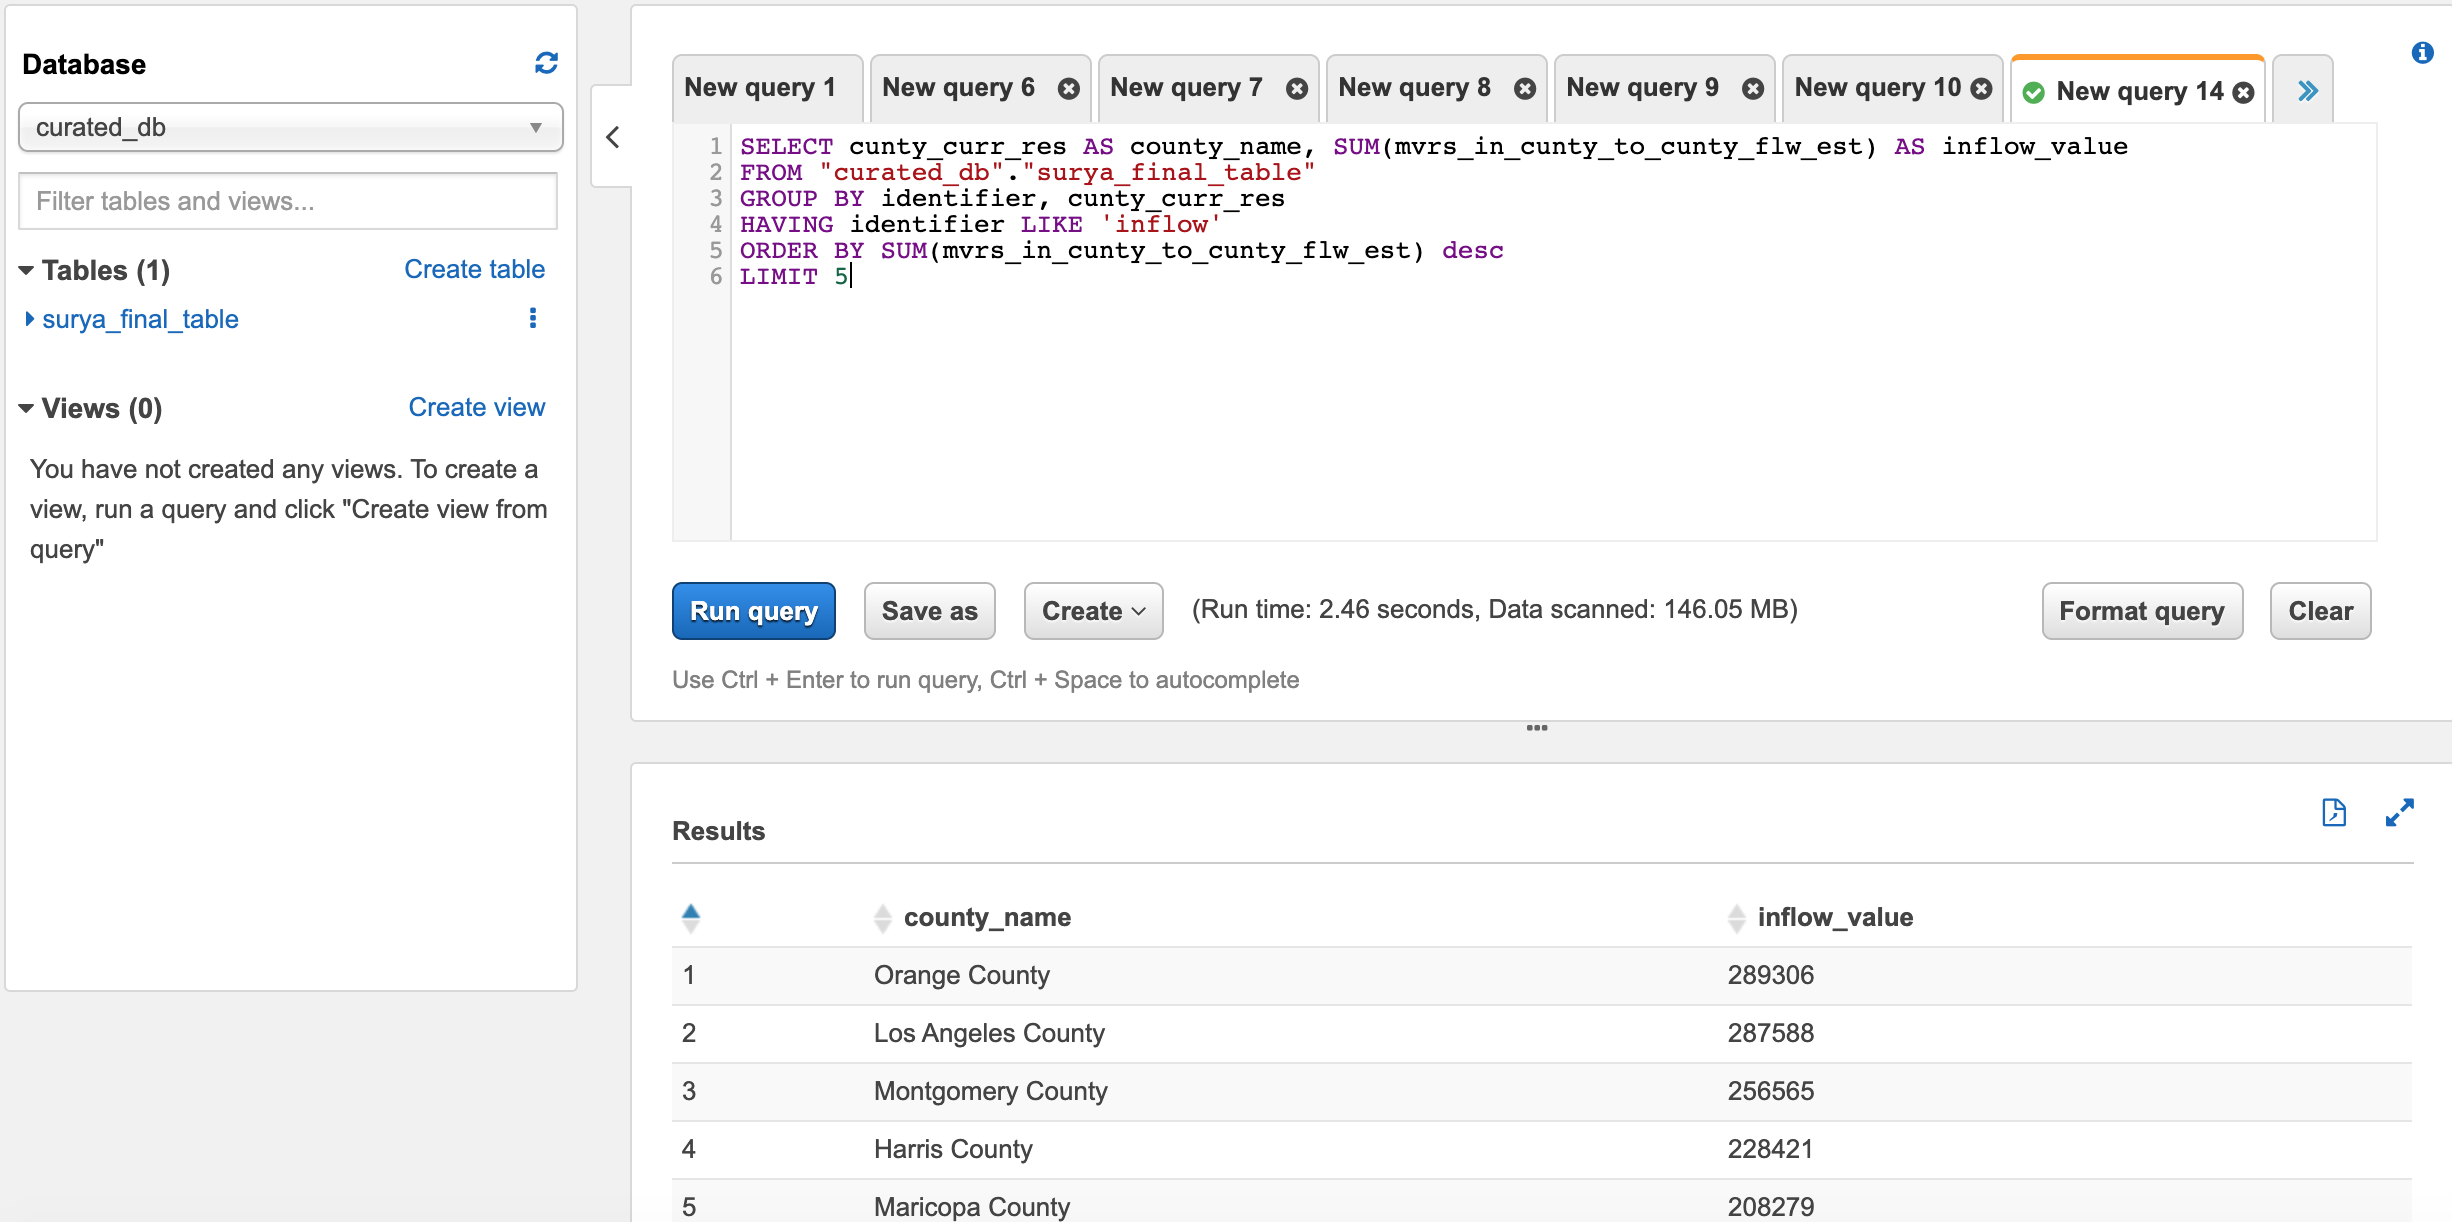 Database
curated_db
Filter tables and views...
Tables (1) Create table
surya_final_table
Views (0) Create view
You have not created any views. To create a
view, run a query and click "Create view from
query"
New query 1 New query 6 New query 7 New query 8 New query 9 New query 10 New query 14
1 SELECT cunty_curr_res AS county_name, SUM(mvrs_in_cunty_to_cunty_flw_est) AS inflow_value
2 FROM "curated_db"."surya_final_table"
3 GROUP BY identifier, cunty_curr_res
4 HAVING identifier LIKE 'inflow'
5 ORDER BY SUM(mvrs_in_cunty_to_cunty_flw_est) desc
6 LIMIT 5
Run query Save as Create (Run time: 2.46 seconds, Data scanned: 146.05 MB) Format query Clear
Use Ctrl + Enter to run query, Ctrl + Space to autocomplete
Results
county_name inflow_value
1 Orange County 289306
2 Los Angeles County 287588
3 Montgomery County 256565
4 Harris County 228421
5 Maricopa County 208279